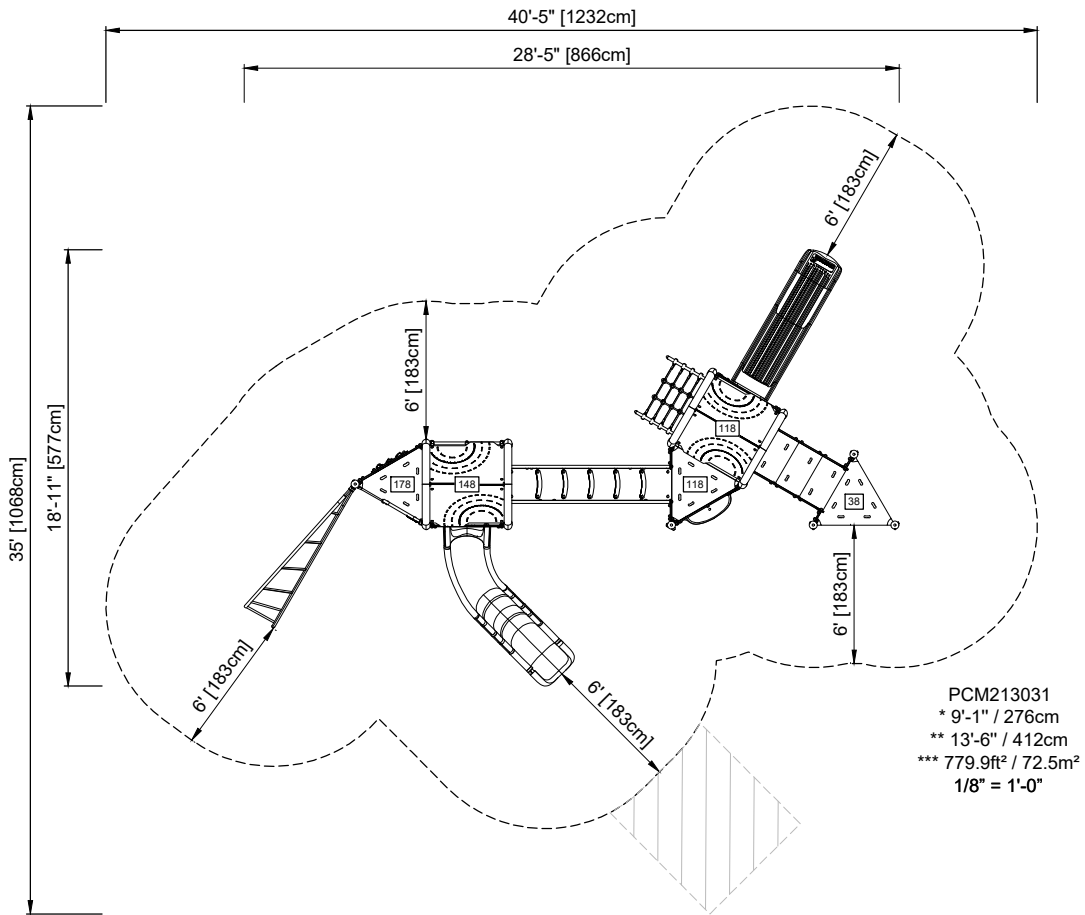 40'-5" [1232cm]
28'-5" [866cm]
6' [183cm]
6' [183cm]
35' [1068cm]
18'-11" [577cm]
118
178
148
118
38
6' [183cm]
6' [183cm]
6' [183cm]
PCM213031
* 9'-1" / 276cm
** 13'-6" / 412cm
*** 779.9ft² / 72.5m²
1/8” = 1'-0”